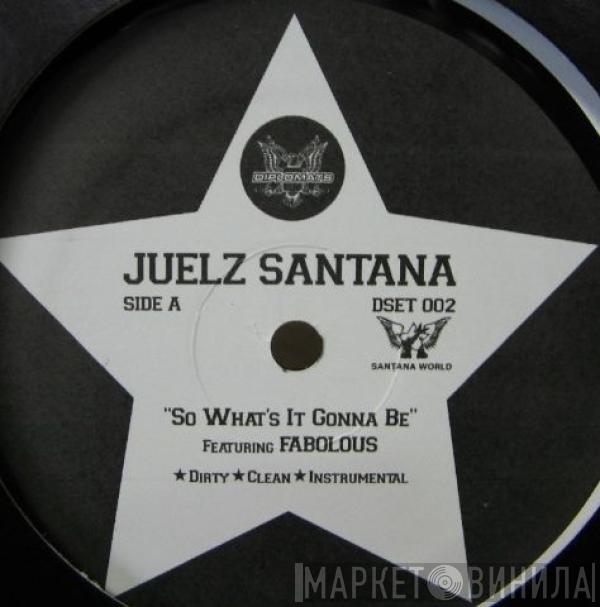 DIPLOMATS
JUELZ SANTANA
SIDE A
DSET 002
SANTANA WORLD
"SO WHAT'S IT GONNA BE"
FEATURING FABOLOUS
★DIRTY★CLEAN★INSTRUMENTAL
МАРКЕТ ВИНИЛА